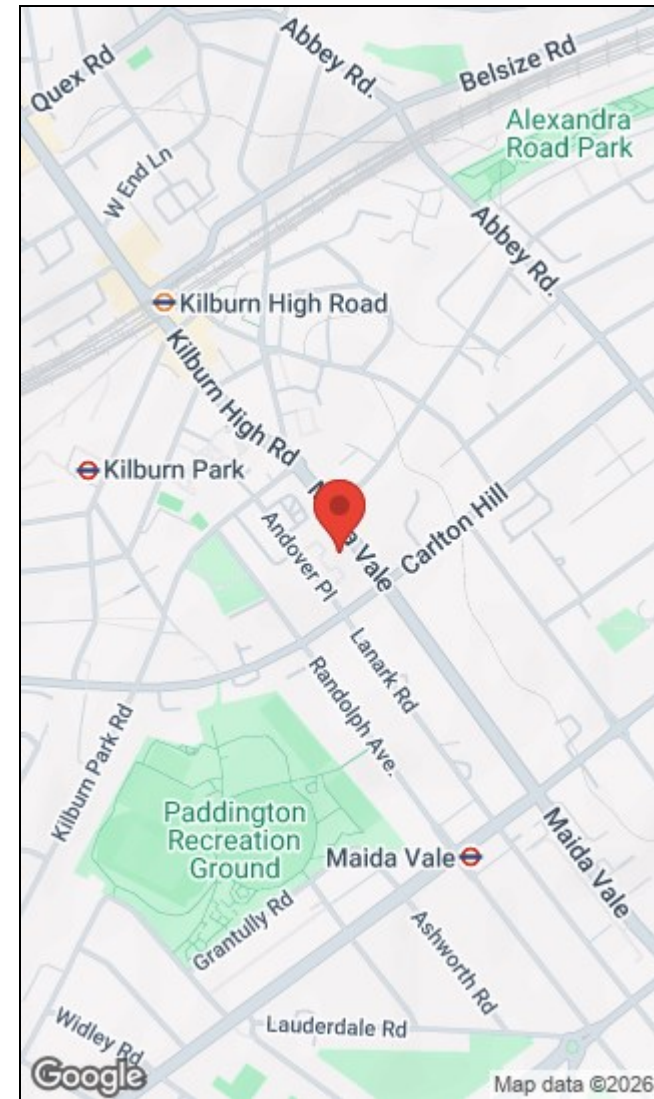 Quex Rd
Abbey Rd.
Belsize Rd
Alexandra
Road Park
W End Ln
Abbey Rd.
Kilburn High Road
Kilburn High Rd
Kilburn Park
Andover Pl
Carlton Hill
Lanark Rd
Randolph Ave.
Kilburn Park Rd
Paddington
Recreation
Ground
Maida Vale
Maida Vale
Grantully Rd
Ashworth Rd
Widley Rd
Lauderdale Rd
Google
Map data ©2026